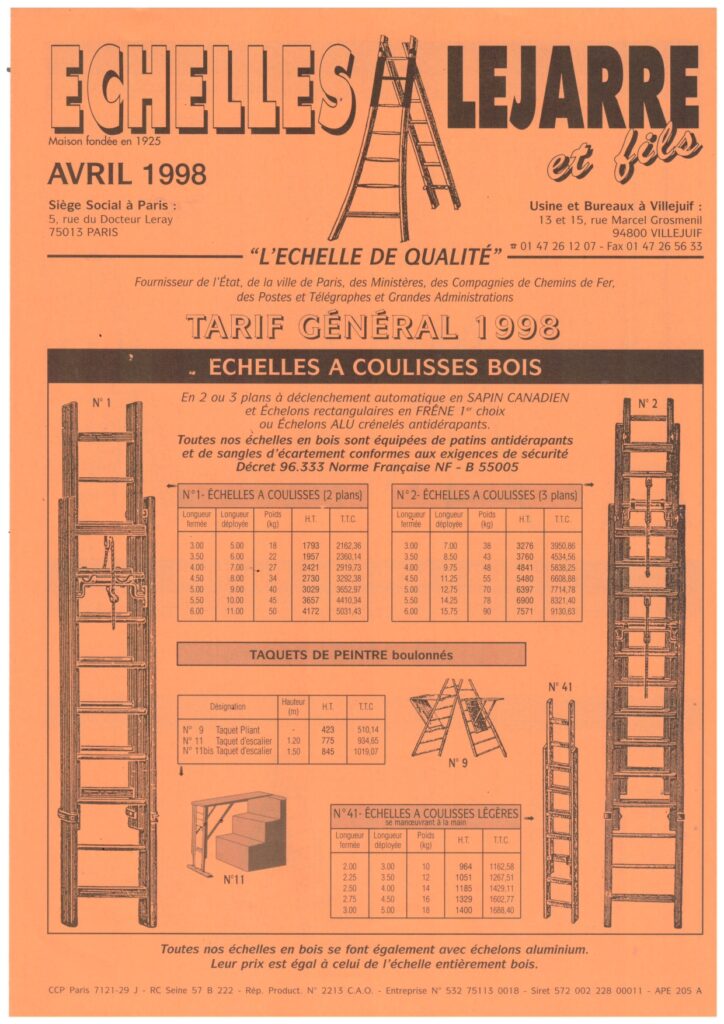 ECHELLES LEJARRE
et fils
Maison fondée en 1925
AVRIL 1998
Siège Social à Paris :
5, rue du Docteur Leray
75013 PARIS
Usine et Bureaux à Villejuif :
13 et 15, rue Marcel Grosmenil
94800 VILLEJUIF
☎ 01 47 26 12 07 - Fax 01 47 26 56 33
“L’ECHELLE DE QUALITÉ”
Fournisseur de l’État, de la ville de Paris, des Ministères, des Compagnies de Chemins de Fer,
des Postes et Télégraphes et Grandes Administrations
TARIF GÉNÉRAL 1998
ECHELLES A COULISSES BOIS
N° 1
En 2 ou 3 plans à déclenchement automatique en SAPIN CANADIEN
et Échelons rectangulaires en FRÊNE 1er choix
ou Échelons ALU crénelés antidérapants.
Toutes nos échelles en bois sont équipées de patins antidérapants
et de sangles d’écartement conformes aux exigences de sécurité
Décret 96.333 Norme Française NF - B 55005
N° 2
N°1- ÉCHELLES A COULISSES (2 plans)
Longueur fermée Longueur déployée Poids (kg) H.T. T.T.C.
3.00 5.00 18 1793 2162,36
3.50 6.00 22 1957 2360,14
4.00 7.00 27 2421 2919,73
4.50 8.00 34 2730 3292,38
5.00 9.00 40 3029 3652,97
5.50 10.00 45 3657 4410,34
6.00 11.00 50 4172 5031,43
N°2- ÉCHELLES A COULISSES (3 plans)
Longueur fermée Longueur déployée Poids (kg) H.T. T.T.C.
3.00 7.00 38 3276 3950,86
3.50 8.50 43 3760 4534,56
4.00 9.75 48 4841 5838,25
4.50 11.25 55 5480 6608,88
5.00 12.75 70 6397 7714,78
5.50 14.25 78 6900 8321,40
6.00 15.75 90 7571 9130,63
TAQUETS DE PEINTRE boulonnés
Désignation Hauteur (m) H.T. T.T.C
N° 9 Taquet Pliant - 423 510,14
N° 11 Taquet d’escalier 1.20 775 934,65
N° 11bis Taquet d’escalier 1.50 845 1019,07
N° 9
N° 41
N°11
N°41- ÉCHELLES A COULISSES LÉGÈRES
se manœuvrant à la main
Longueur fermée Longueur déployée Poids (kg) H.T. T.T.C.
2.00 3.00 10 964 1162,58
2.25 3.50 12 1051 1267,51
2.50 4.00 14 1185 1429,11
2.75 4.50 16 1329 1602,77
3.00 5.00 18 1400 1688,40
Toutes nos échelles en bois se font également avec échelons aluminium.
Leur prix est égal à celui de l’échelle entièrement bois.
CCP Paris 7121-29 J - RC Seine 57 B 222 - Rép. Product. N° 2213 C.A.O. - Entreprise N° 532 75113 0018 - Siret 572 002 228 00011 - APE 205 A